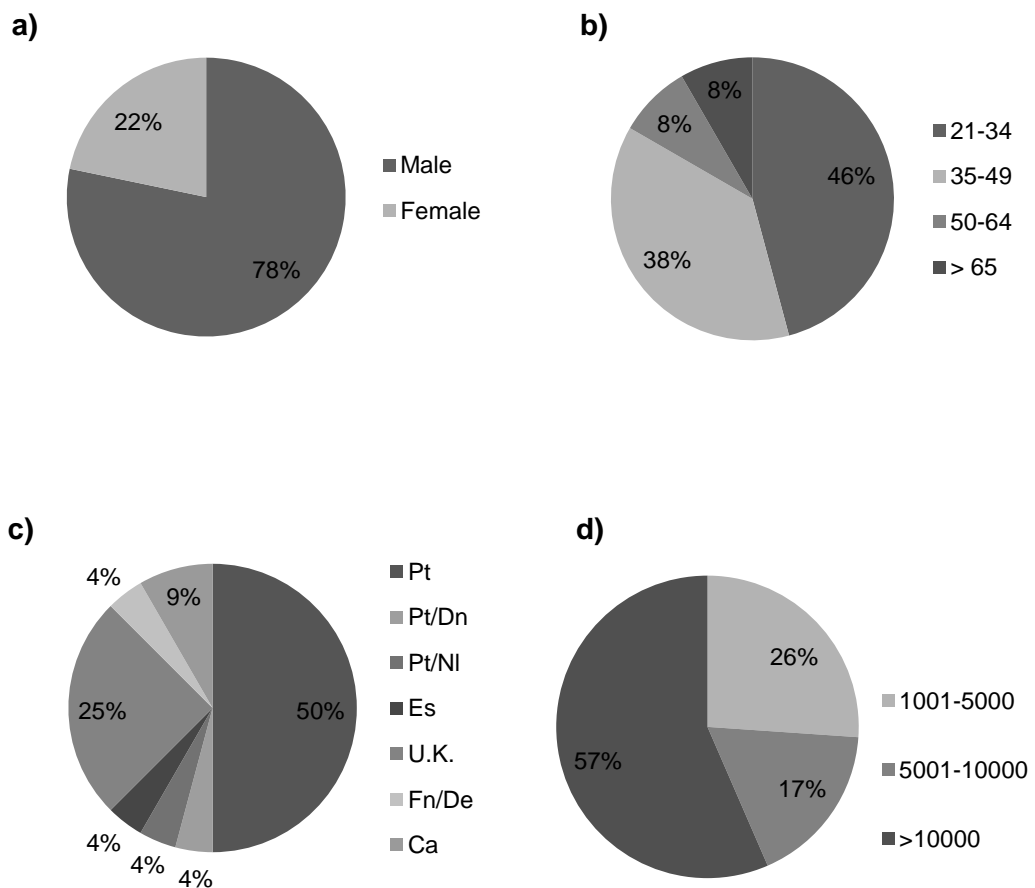 a)
22%
78%
Male
Female
b)
8%
8%
46%
38%
21-34
35-49
50-64
> 65
c)
4%
9%
25%
50%
4%
4%
4%
Pt
Pt/Dn
Pt/Nl
Es
U.K.
Fn/De
Ca
d)
26%
57%
17%
1001-5000
5001-10000
>10000